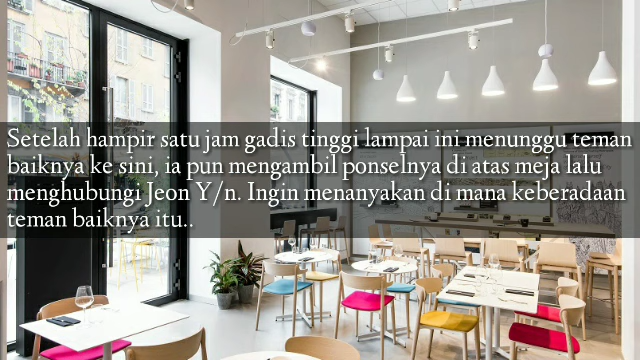 Setelah hampir satu jam gadis tinggi lampai ini menunggu teman
baiknya ke sini, ia pun mengambil ponselnya di atas meja lalu
menghubungi Jeon Y/n. Ingin menanyakan di mana keberadaan
teman baiknya itu..